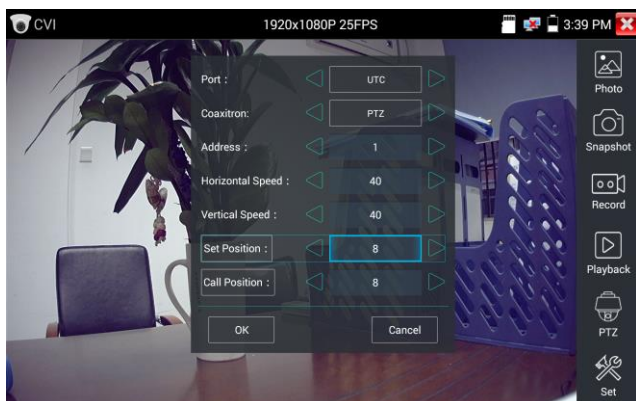 CVI 1920x1080P 25FPS 3:39 PM
Port : UTC
Coaxitron: PTZ
Address : 1
Horizontal Speed : 40
Vertical Speed : 40
Set Position : 8
Call Position : 8
OK Cancel
Photo
Snapshot
Record
Playback
PTZ
Set